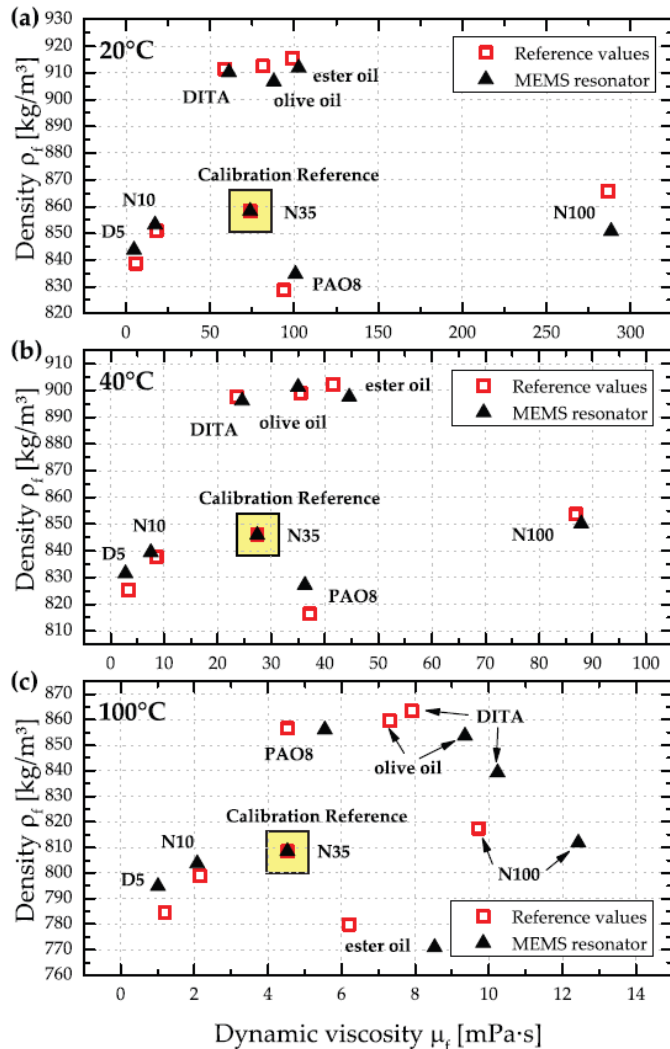 (a)
930
920
910
900
890
880
870
860
850
840
830
820
Density ρf [kg/m³]
20°C
Reference values
MEMS resonator
ester oil
DITA
olive oil
Calibration Reference
N10
N35
N100
D5
PAO8
0 50 100 150 200 250 300
(b)
910
900
890
880
870
860
850
840
830
820
810
Density ρf [kg/m³]
40°C
Reference values
MEMS resonator
ester oil
DITA
olive oil
Calibration Reference
N10
N35
N100
D5
PAO8
0 10 20 30 40 50 60 70 80 90 100
(c)
870
860
850
840
830
820
810
800
790
780
770
760
Density ρf [kg/m³]
100°C
DITA
PAO8
olive oil
Calibration Reference
N10
N35
N100
D5
ester oil
Reference values
MEMS resonator
0 2 4 6 8 10 12 14
Dynamic viscosity μf [mPa·s]